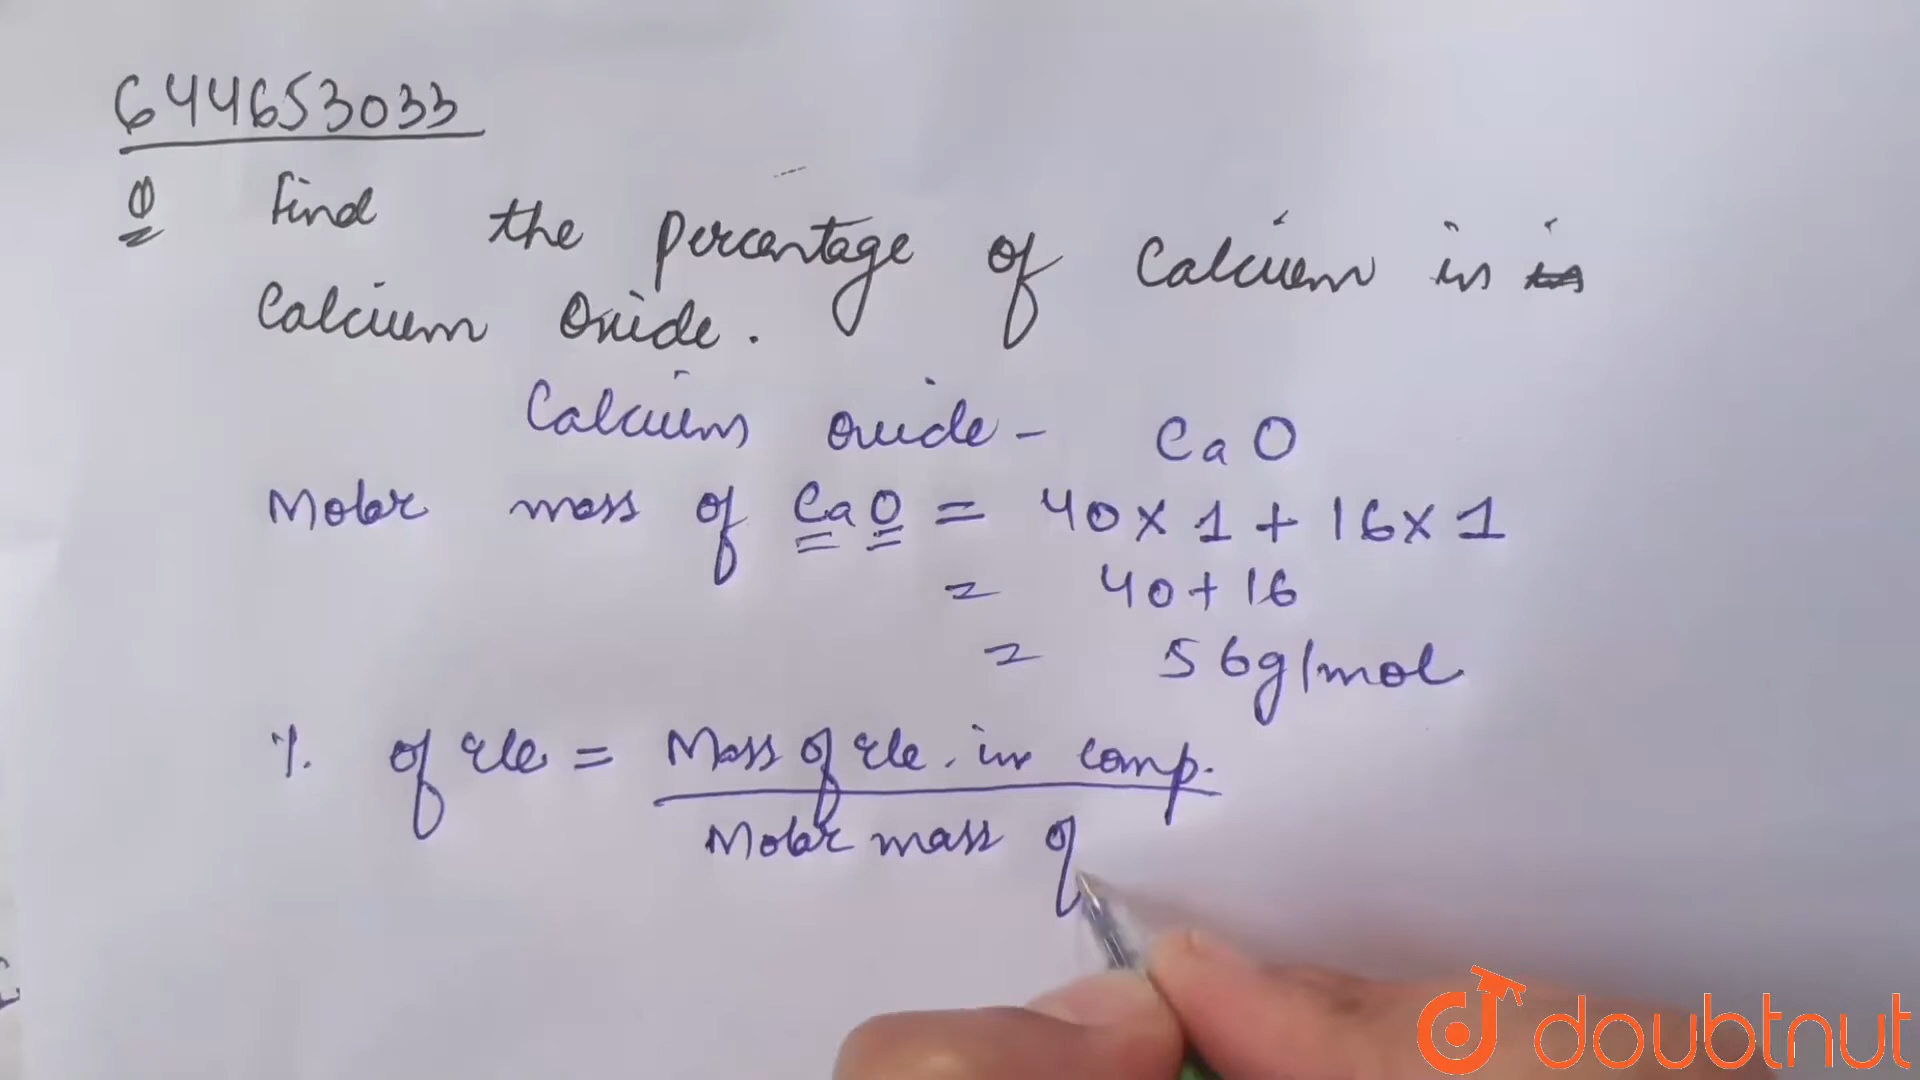 644653033
Q Find the Percentage of Calcium in
Calcium Oxide.
Calcium oxide - CaO
Molar mass of CaO = 40 x 1 + 16 x 1
= 40 + 16
= 56g/mol
% of ele = Mass of ele. in comp.
Molar mass of
doubtnut